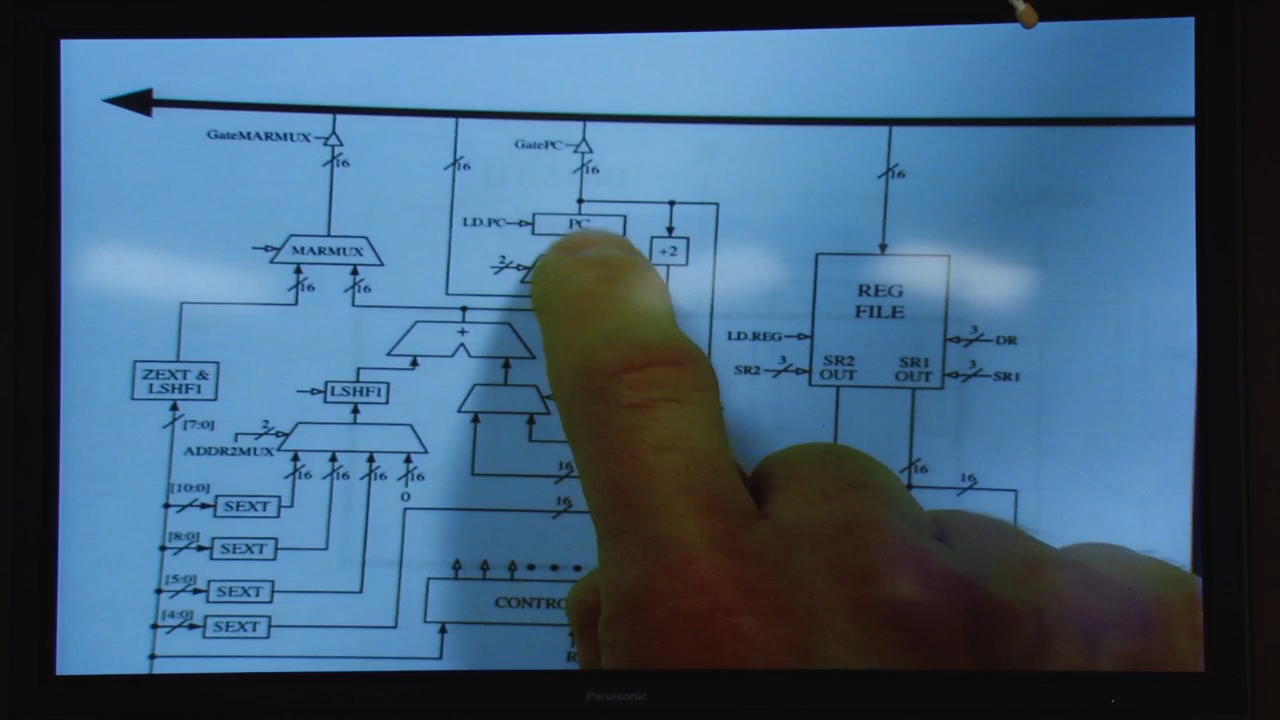 GateMARMUX
GatePC
16
16
16
16
LD.PC
PC
MARMUX
2
+2
REG
FILE
16
16
+
LD.REG
3
DR
ZEXT &
LSHF1
LSHF1
SR2
3
SR2
OUT
SR1
OUT
3
SR1
[7:0]
2
ADDR2MUX
16
16
16
16
0
16
16
16
[10:0]
SEXT
16
[8:0]
SEXT
[5:0]
SEXT
CONTRO
[4:0]
SEXT
R
Panasonic